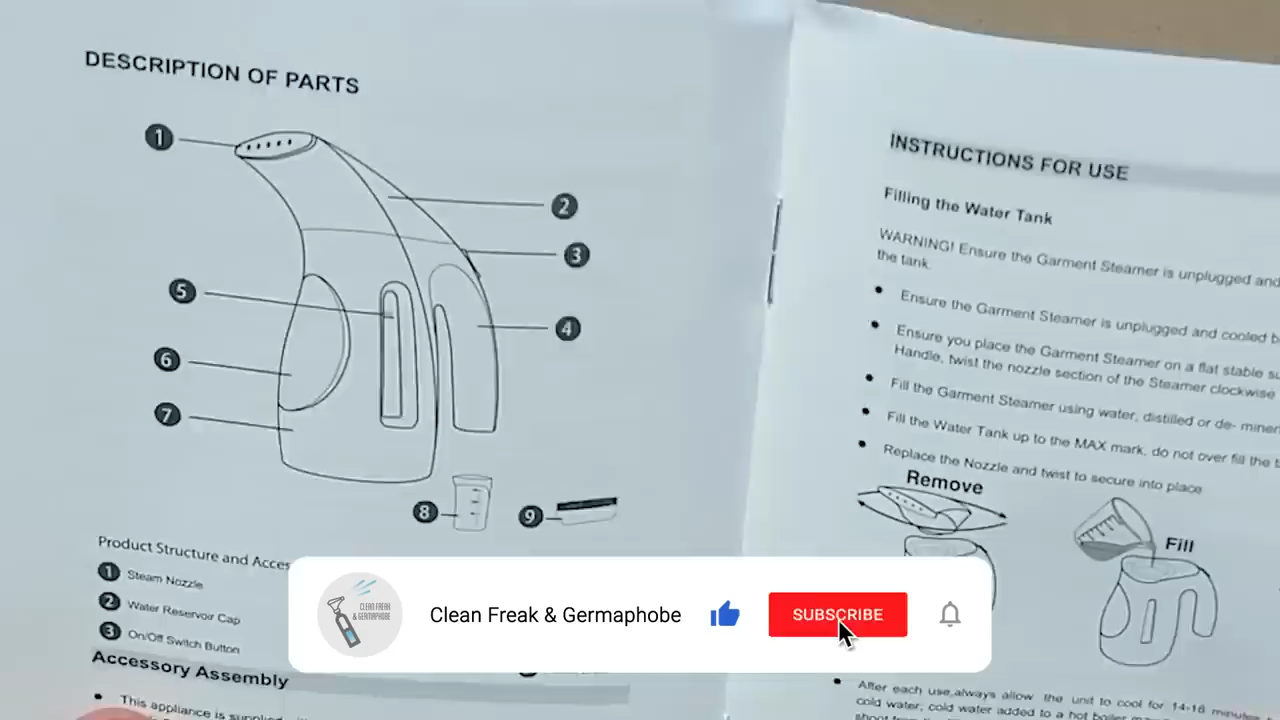 DESCRIPTION OF PARTS
1
2
3
4
5
6
7
8
9
Product Structure and
1 Steam Nozzle
2 Water Reservoir Cap
3 On/Off Switch Button
Accessory Assembly
This appliance is supplied
INSTRUCTIONS FOR USE
Filling the Water Tank
WARNING! Ensure the Garment Steamer is unplugged and
the tank.
Ensure the Garment Steamer is unplugged and cooled
Ensure you place the Garment Steamer on a flat stable
Handle, twist the nozzle section of the Steamer clockwise
Fill the Garment Steamer using water, distilled or de-
Fill the Water Tank up to the MAX mark, do not over fill the
Replace the Nozzle and twist to secure into place
Remove
Fill
After each use,always allow the unit to cool for 14-16 minutes
cold water, cold water added to a hot boiler
CLEAN FREAK
& GERMAPHOBE
Clean Freak & Germaphobe
SUBSCRIBE